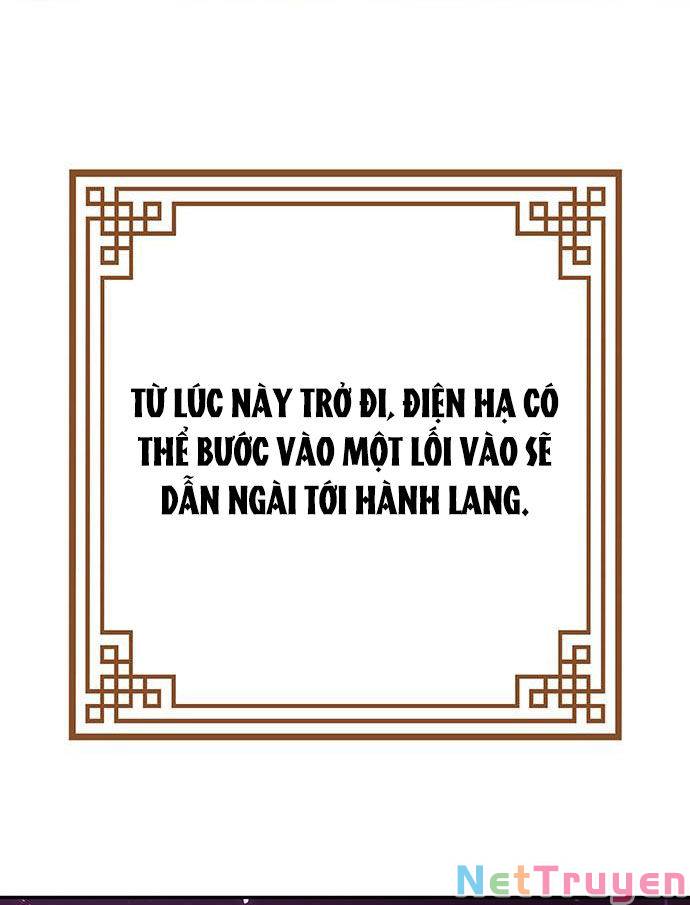 TỪ LÚC NÀY TRỞ ĐI, ĐIỆN HẠ CÓ
THỂ BƯỚC VÀO MỘT LỐI VÀO SẼ
DẪN NGÀI TỚI HÀNH LANG.
NetTruyen